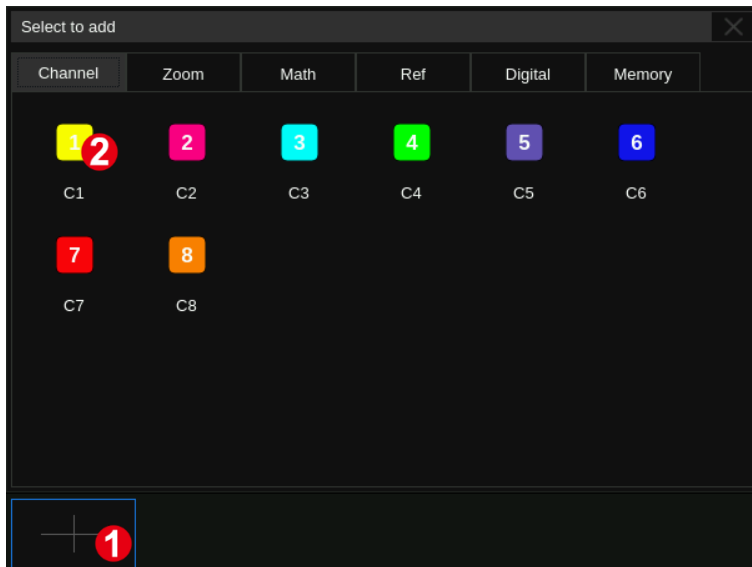 Select to add
Channel Zoom Math Ref Digital Memory
1 2 2 3 4 5 6
C1 C2 C3 C4 C5 C6
7 8
C7 C8
1